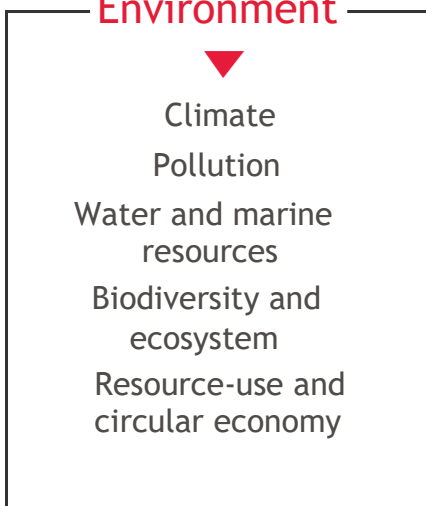 Environment
Climate
Pollution
Water and marine
resources
Biodiversity and
ecosystem
Resource-use and
circular economy